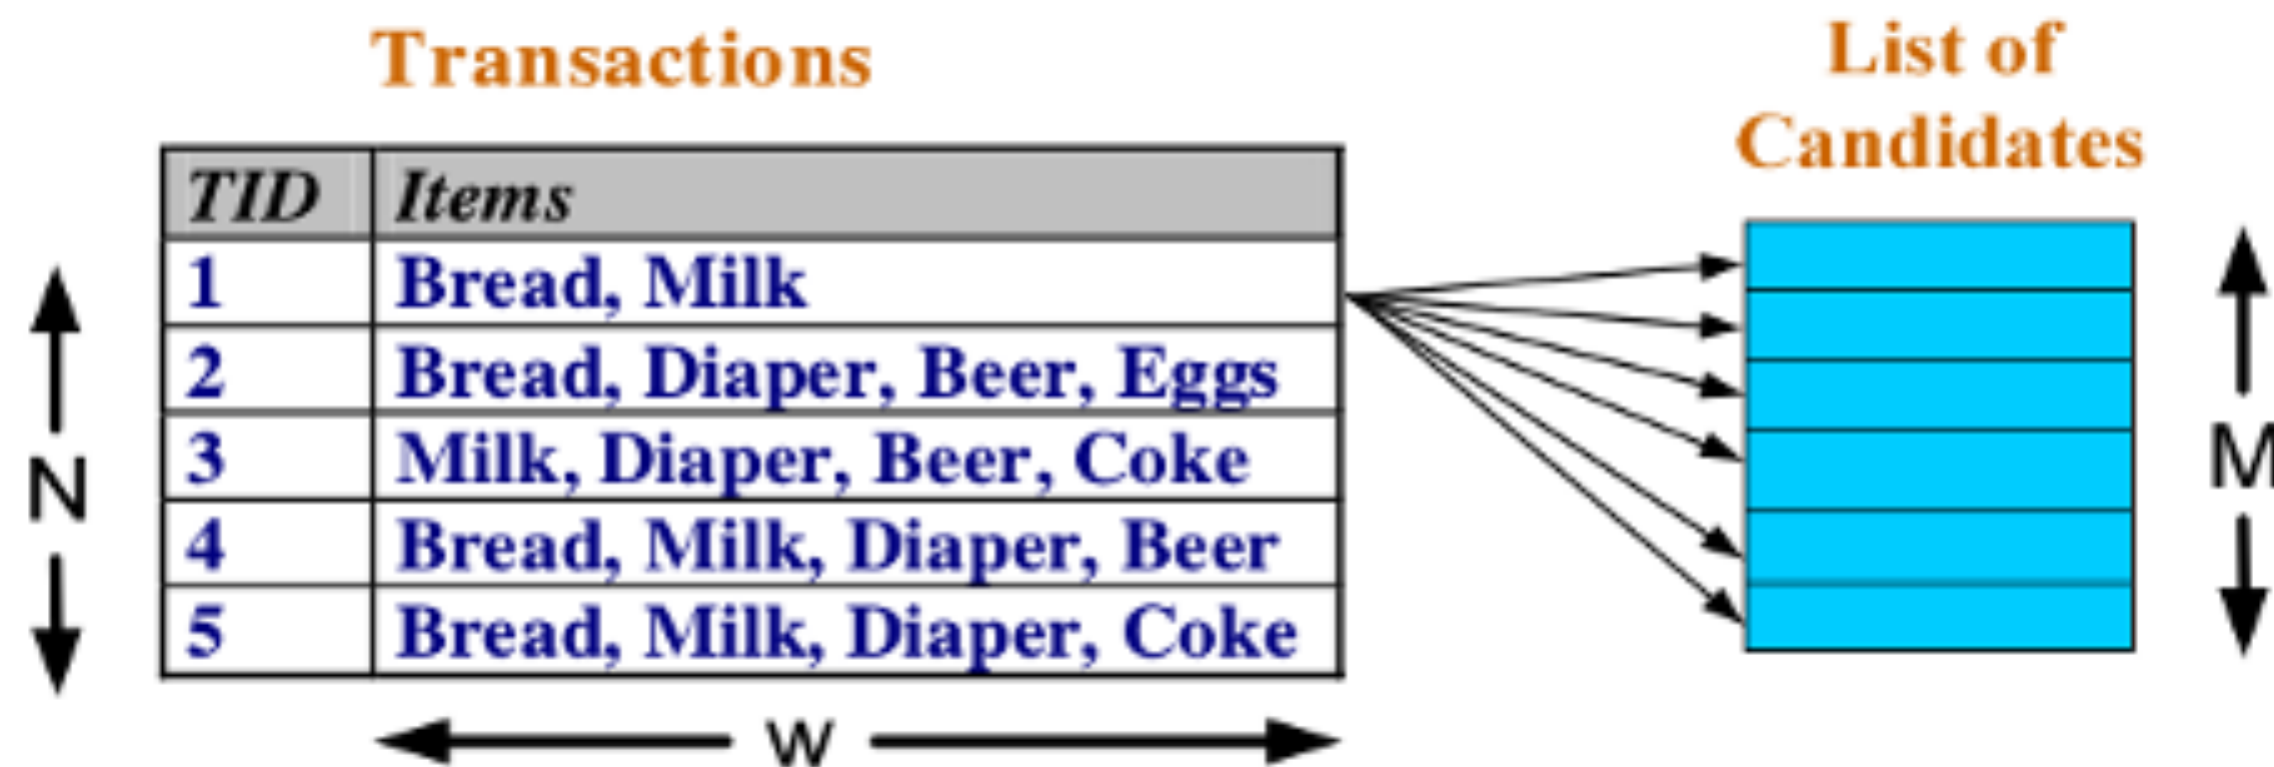 Transactions
List of
Candidates
TID Items
1 Bread, Milk
2 Bread, Diaper, Beer, Eggs
3 Milk, Diaper, Beer, Coke
4 Bread, Milk, Diaper, Beer
5 Bread, Milk, Diaper, Coke
N
M
w